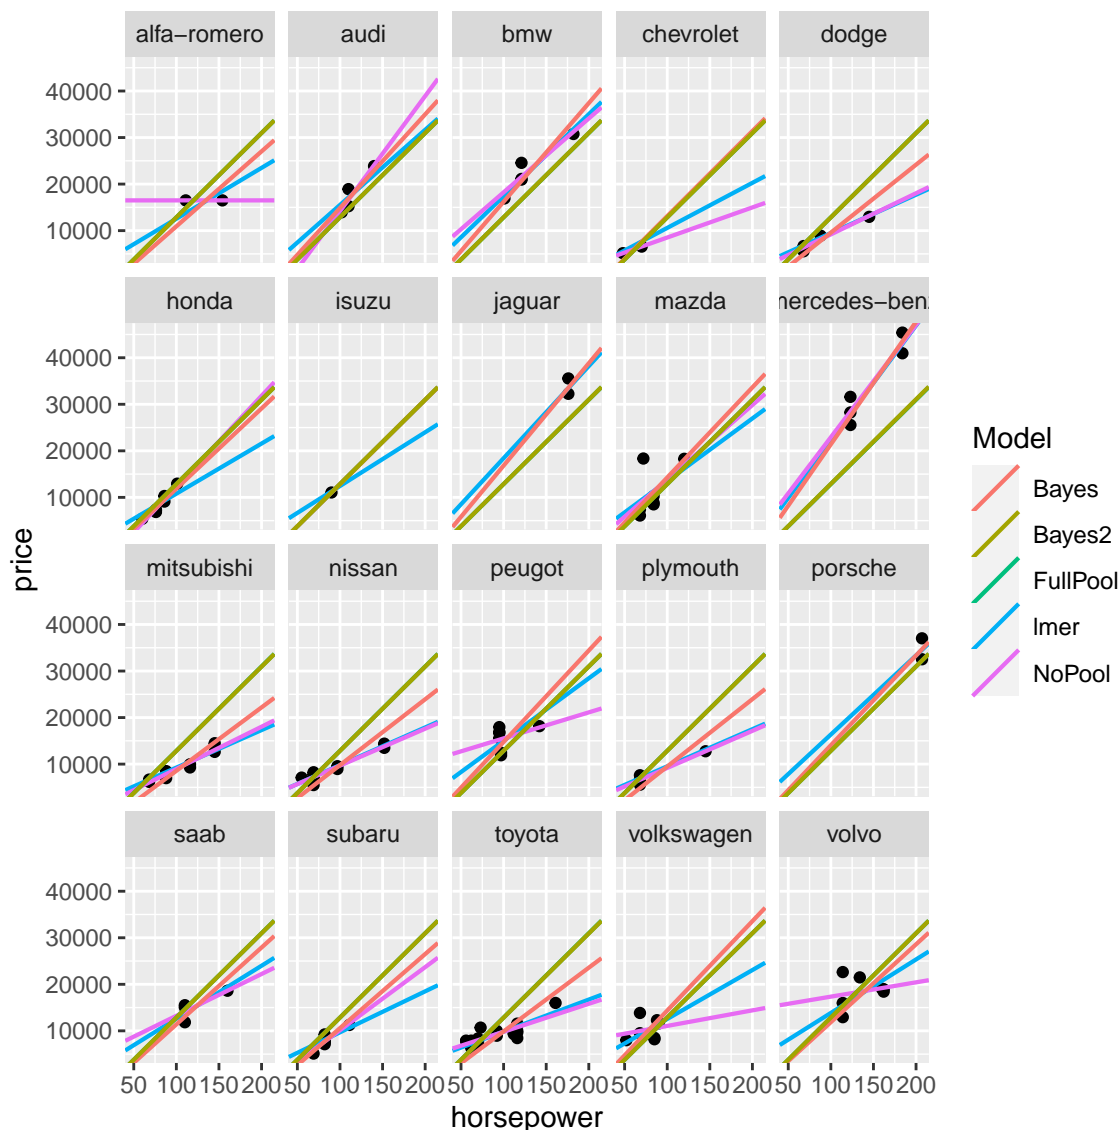 alfa−romero audi bmw chevrolet dodge
40000
30000
20000
10000
honda isuzu jaguar mazda mercedes−benz
40000
30000
20000
10000
mitsubishi nissan peugot plymouth porsche
40000
30000
20000
10000
saab subaru toyota volkswagen volvo
40000
30000
20000
10000
50 100 150 200 50 100 150 200 50 100 150 200 50 100 150 200 50 100 150 200
horsepower
price
Model
Bayes
Bayes2
FullPool
lmer
NoPool